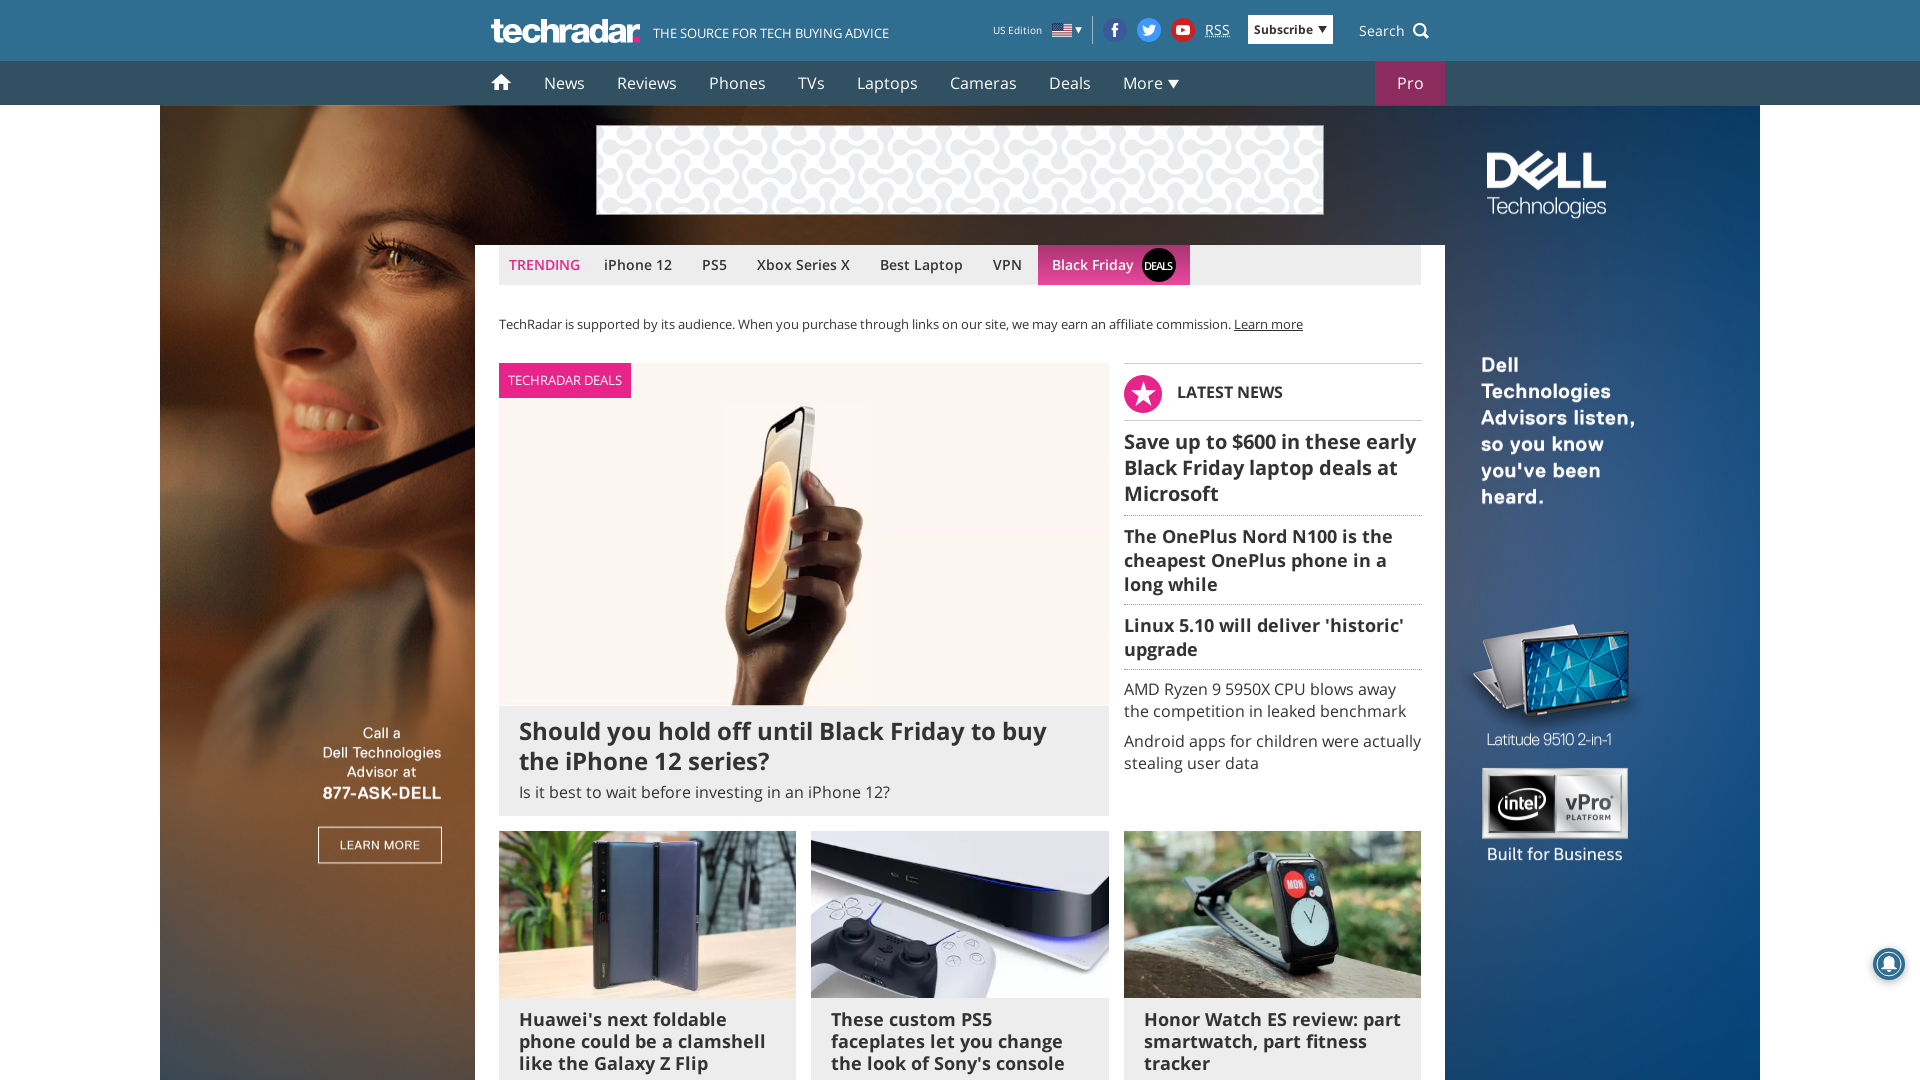 techradar.
THE SOURCE FOR TECH BUYING ADVICE
US Edition
RSS
Subscribe
Search
News
Reviews
Phones
TVs
Laptops
Cameras
Deals
More
Pro
DELL
Technologies
TRENDING
iPhone 12
PS5
Xbox Series X
Best Laptop
VPN
Black Friday
DEALS
TechRadar is supported by its audience. When you purchase through links on our site, we may earn an affiliate commission. Learn more
TECHRADAR DEALS
Should you hold off until Black Friday to buy
the iPhone 12 series?
Is it best to wait before investing in an iPhone 12?
LATEST NEWS
Save up to $600 in these early
Black Friday laptop deals at
Microsoft
The OnePlus Nord N100 is the
cheapest OnePlus phone in a
long while
Linux 5.10 will deliver 'historic'
upgrade
AMD Ryzen 9 5950X CPU blows away
the competition in leaked benchmark
Android apps for children were actually
stealing user data
Dell
Technologies
Advisors listen,
so you know
you've been
heard.
Call a
Dell Technologies
Advisor at
877-ASK-DELL
LEARN MORE
Latitude 9510 2-in-1
intel
vPro
PLATFORM
Built for Business
MON
Huawei's next foldable
phone could be a clamshell
like the Galaxy Z Flip
These custom PS5
faceplates let you change
the look of Sony's console
Honor Watch ES review: part
smartwatch, part fitness
tracker